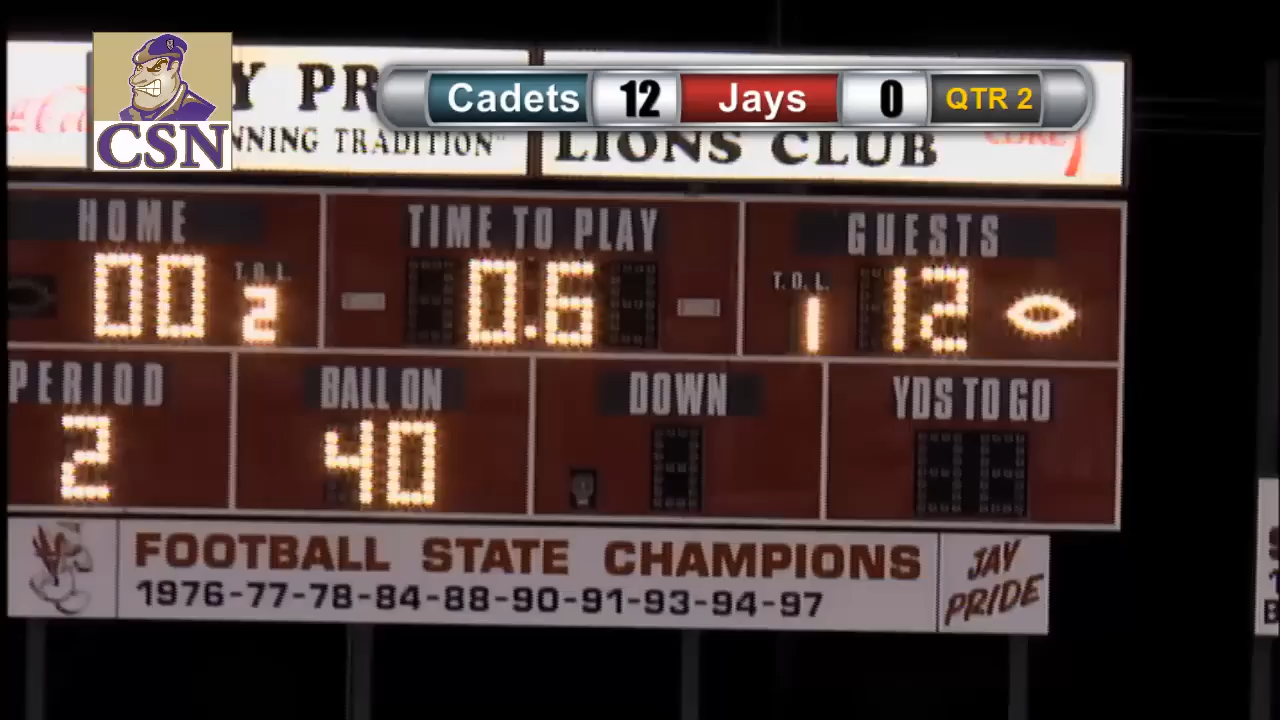 Y PR
NNING TRADITION"
LIONS CLUB
CSN
Cadets 12 Jays 0 QTR 2
HOME TIME TO PLAY GUESTS
00 T.O.L. 2 0.6 T.O.L. 1 12
PERIOD BALL ON DOWN YDS TO GO
2 40
FOOTBALL STATE CHAMPIONS
1976-77-78-84-88-90-91-93-94-97
JAY
PRIDE